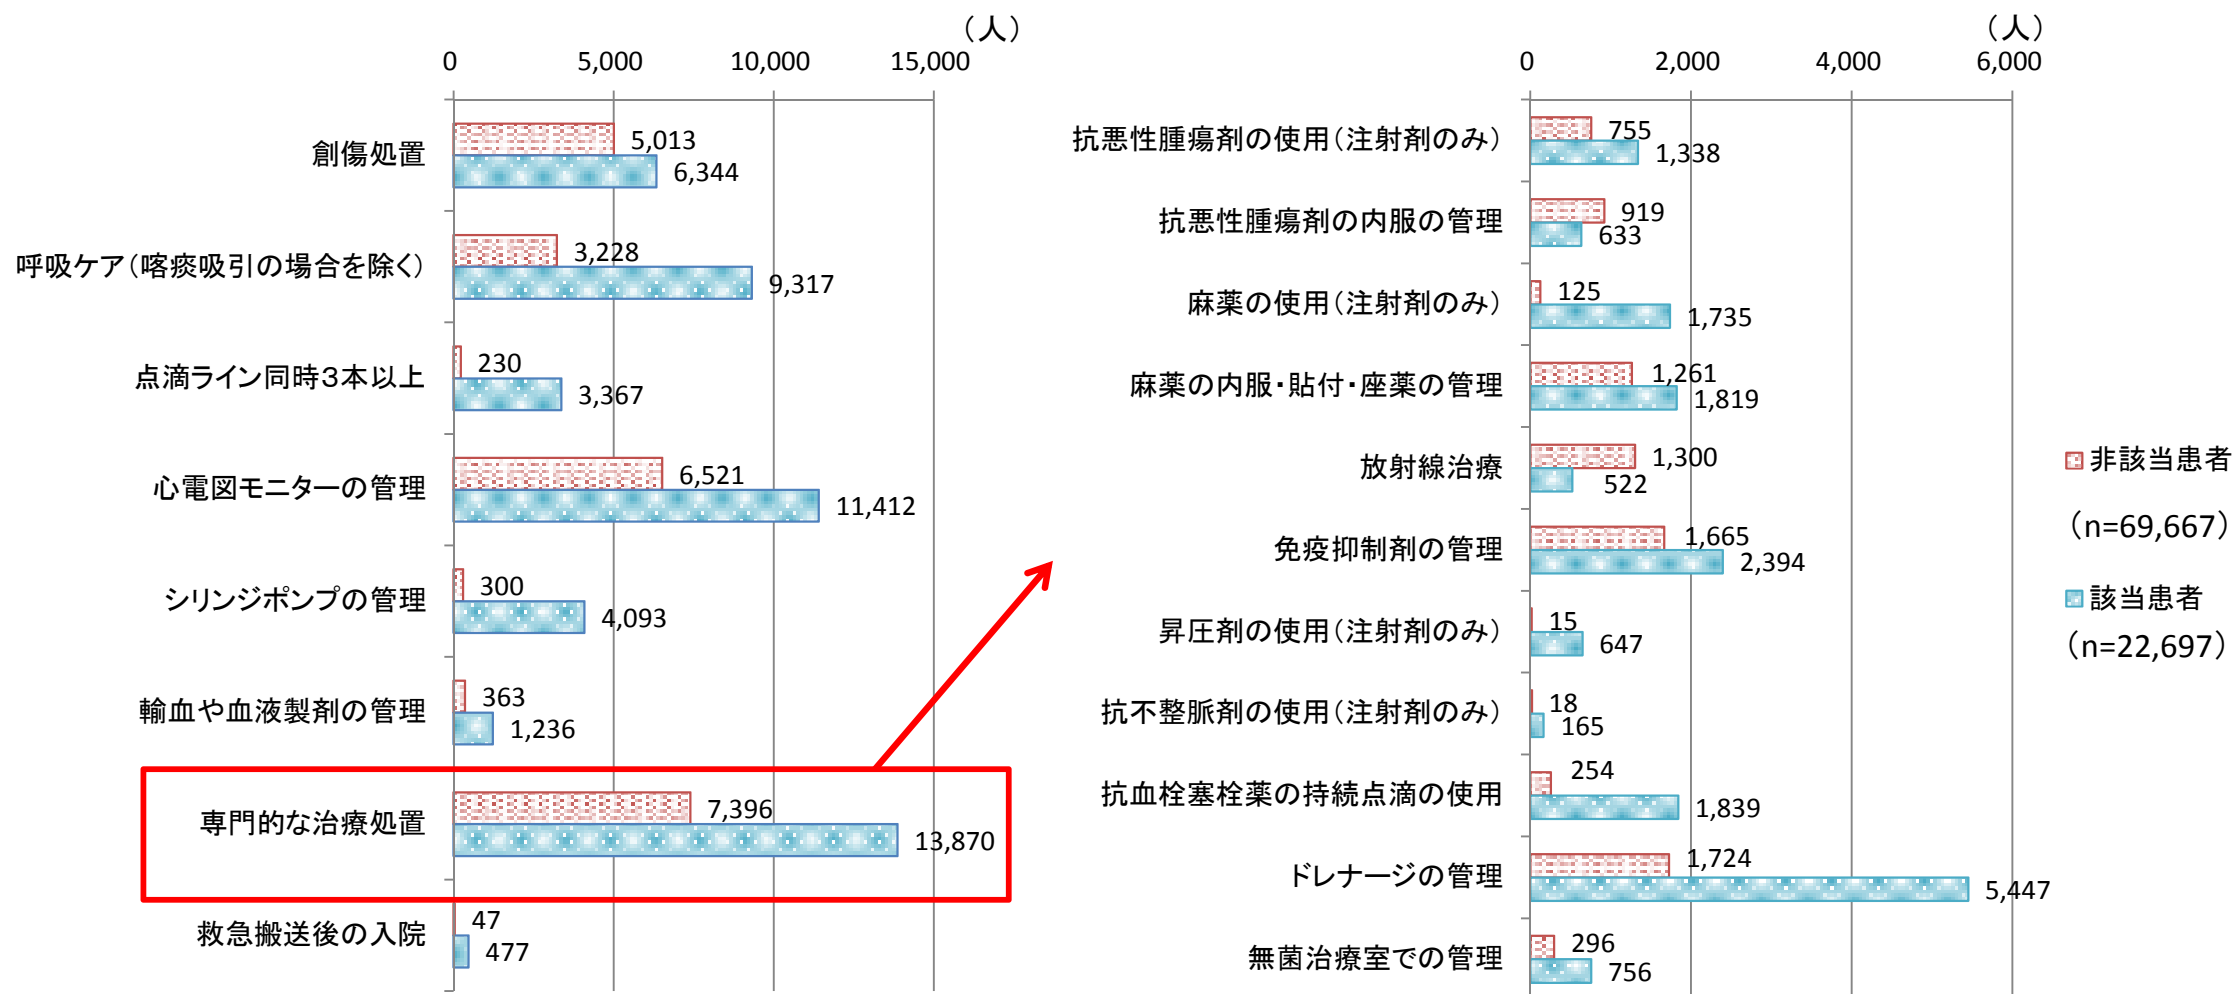 （人）
0
5,000
10,000
15,000
創傷処置
5,013
6,344
呼吸ケア（喀痰吸引の場合を除く）
3,228
9,317
点滴ライン同時３本以上
230
3,367
心電図モニターの管理
6,521
11,412
シリンジポンプの管理
300
4,093
輸血や血液製剤の管理
363
1,236
専門的な治療処置
7,396
13,870
救急搬送後の入院
47
477
（人）
0
2,000
4,000
6,000
抗悪性腫瘍剤の使用（注射剤のみ）
755
1,338
抗悪性腫瘍剤の内服の管理
919
633
麻薬の使用（注射剤のみ）
125
1,735
麻薬の内服・貼付・座薬の管理
1,261
1,819
放射線治療
1,300
522
免疫抑制剤の管理
1,665
2,394
昇圧剤の使用（注射剤のみ）
15
647
抗不整脈剤の使用（注射剤のみ）
18
165
抗血栓塞栓薬の持続点滴の使用
254
1,839
ドレナージの管理
1,724
5,447
無菌治療室での管理
296
756
非該当患者
（n=69,667）
該当患者
（n=22,697）